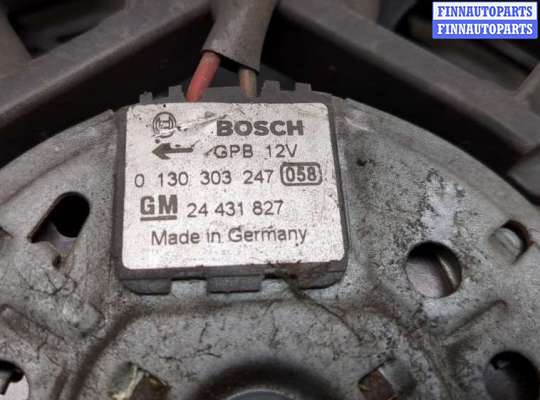 FINNAUTOPARTS
FINNAUTOPARTS
BOSCH
GPB 12V
0 130 303 247 058
GM 24 431 827
Made in Germany